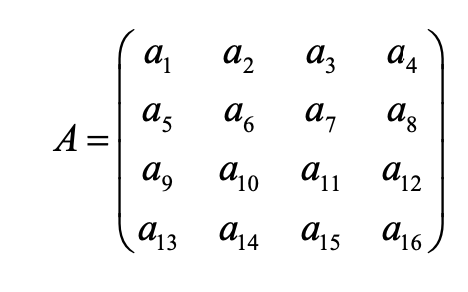 a₁ a₂ a₃ a₄
a₅ a₆ a₇ a₈
A =
a₉ a₁₀ a₁₁ a₁₂
a₁₃ a₁₄ a₁₅ a₁₆